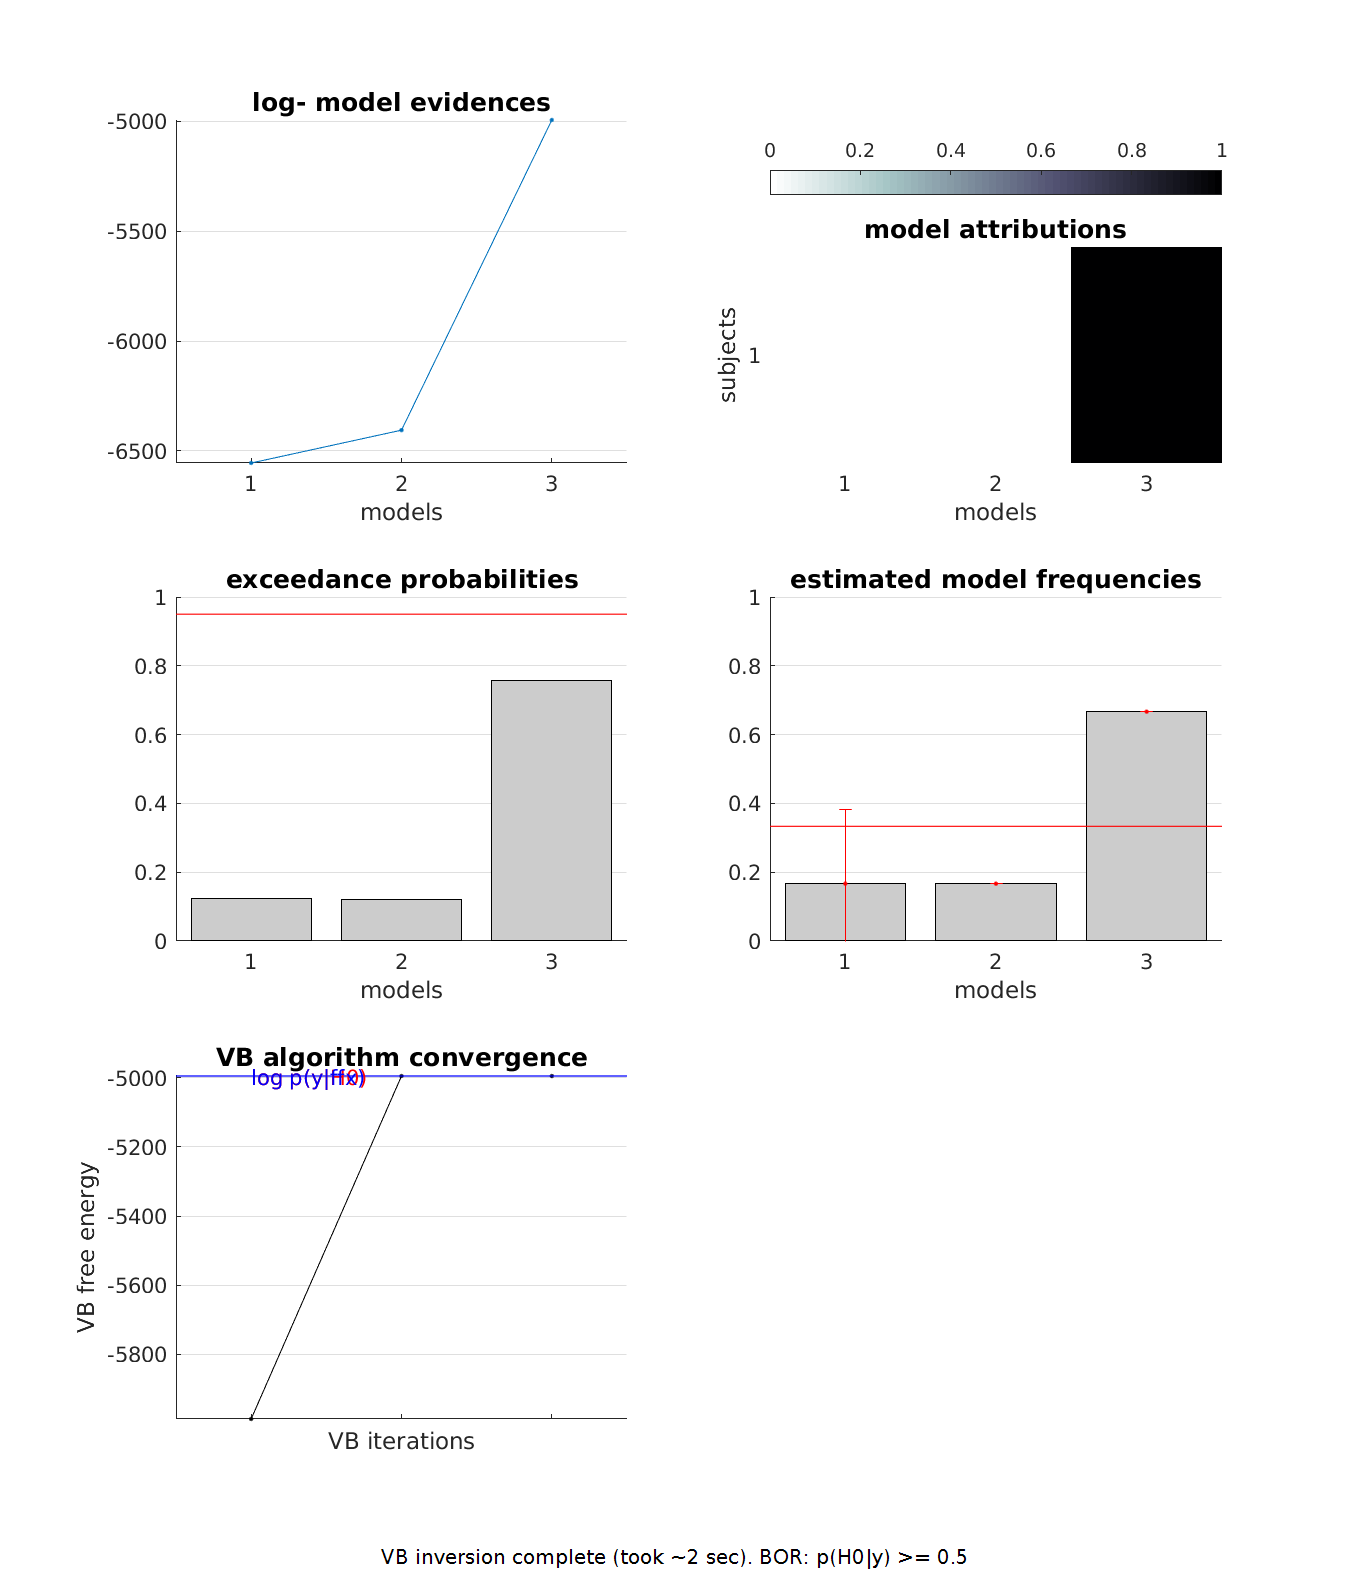 log- model evidences
-5000
-5500
-6000
-6500
1 2 3
models
0 0.2 0.4 0.6 0.8 1
model attributions
subjects
1
1 2 3
models
exceedance probabilities
1
0.8
0.6
0.4
0.2
0
1 2 3
models
estimated model frequencies
1
0.8
0.6
0.4
0.2
0
1 2 3
models
VB algorithm convergence
log p(y|ffx)
-5000
-5200
-5400
-5600
-5800
VB free energy
VB iterations
VB inversion complete (took ~2 sec). BOR: p(H0|y) >= 0.5